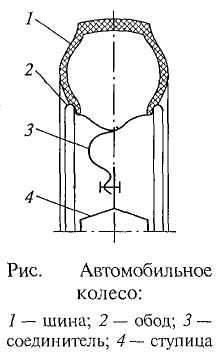 1
2
3
4
Рис. Автомобильное
колесо:
1 — шина; 2 — обод; 3 —
соединитель; 4 — ступица